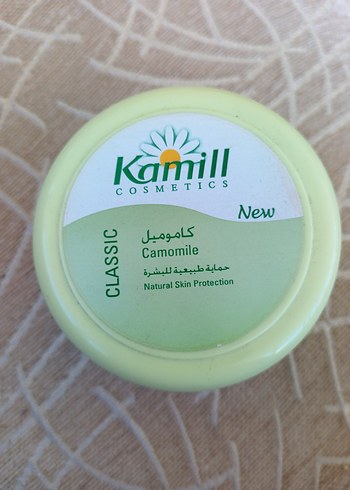 Kamill
COSMETICS
New
CLASSIC
كاموميل
Camomile
حماية طبيعية للبشرة
Natural Skin Protection